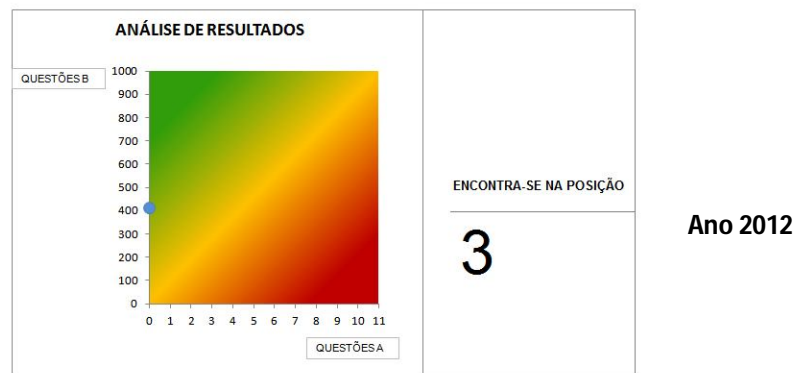 ANÁLISE DE RESULTADOS
QUESTÕES B
1000
900
800
700
600
500
400
300
200
100
0
0 1 2 3 4 5 6 7 8 9 10 11
QUESTÕES A
ENCONTRA-SE NA POSIÇÃO
3
Ano 2012